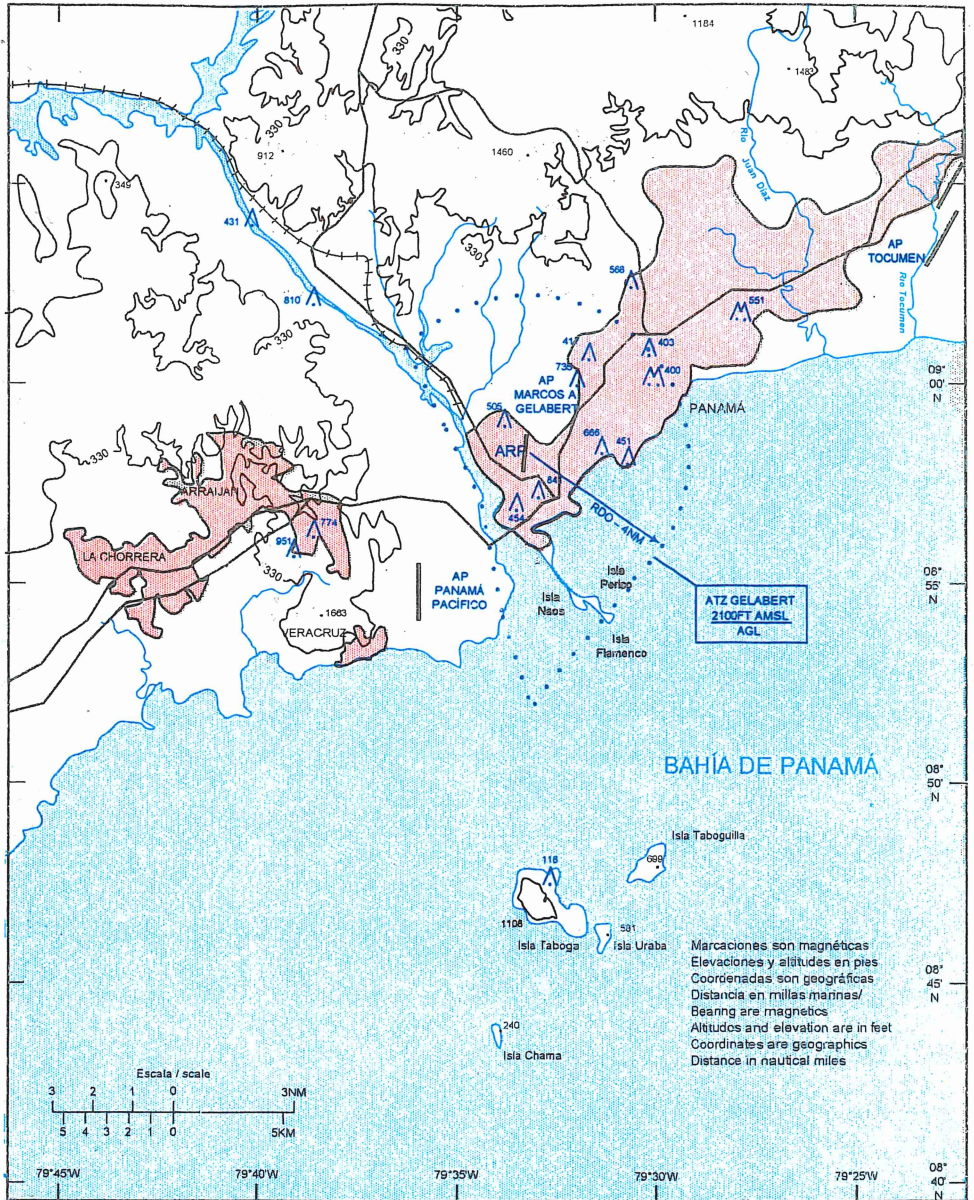 1184
330
1483
330
912
1460
349
Río
Juan Díaz
431
330
AP
TOCUMEN
568
810
551
Río Tocumen
330
403
735
400
09°
00'
N
AP
MARCOS A
GELABERT
PANAMÁ
505
666
451
330
ARP
ARRAIJAN
84
454
RDO - 4NM
774
951
LA CHORRERA
330
AP
PANAMÁ
PACÍFICO
Isla
Perico
Isla
Naos
08°
55'
N
ATZ GELABERT
2100FT AMSL
AGL
1663
VERACRUZ
Isla
Flamenco
BAHÍA DE PANAMÁ
08°
50'
N
Isla Taboguilla
118
699
1108
531
Isla Taboga
Isla Uraba
Marcaciones son magnéticas
Elevaciones y altitudes en pies
Coordenadas son geográficas
Distancia en millas marinas/
Bearing are magnetics
Altitudos and elevation are in feet
Coordinates are geographics
Distance in nautical miles
08°
45'
N
240
Isla Chama
Escala / scale
3 2 1 0 3NM
5 4 3 2 1 0 5KM
79°45'W
79°40'W
79°35'W
79°30'W
79°25'W
08°
40'
N